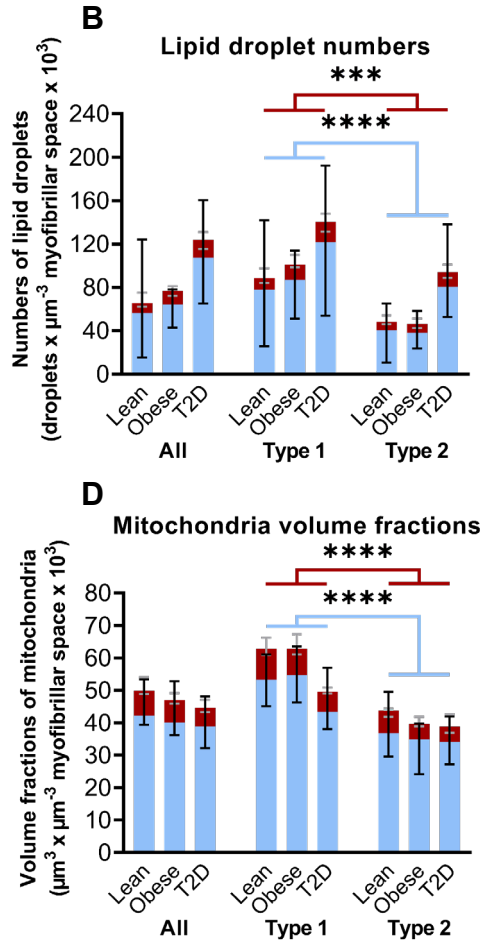 B
Lipid droplet numbers
***
****
Numbers of lipid droplets
(droplets x µm⁻³ myofibrillar space x 10³)
240
200
160
120
80
40
0
Lean Obese T2D Lean Obese T2D Lean Obese T2D
All Type 1 Type 2
D
Mitochondria volume fractions
****
****
Volume fractions of mitochondria
(µm³ x µm⁻³ myofibrillar space x 10³)
80
70
60
50
40
30
20
10
0
Lean Obese T2D Lean Obese T2D Lean Obese T2D
All Type 1 Type 2